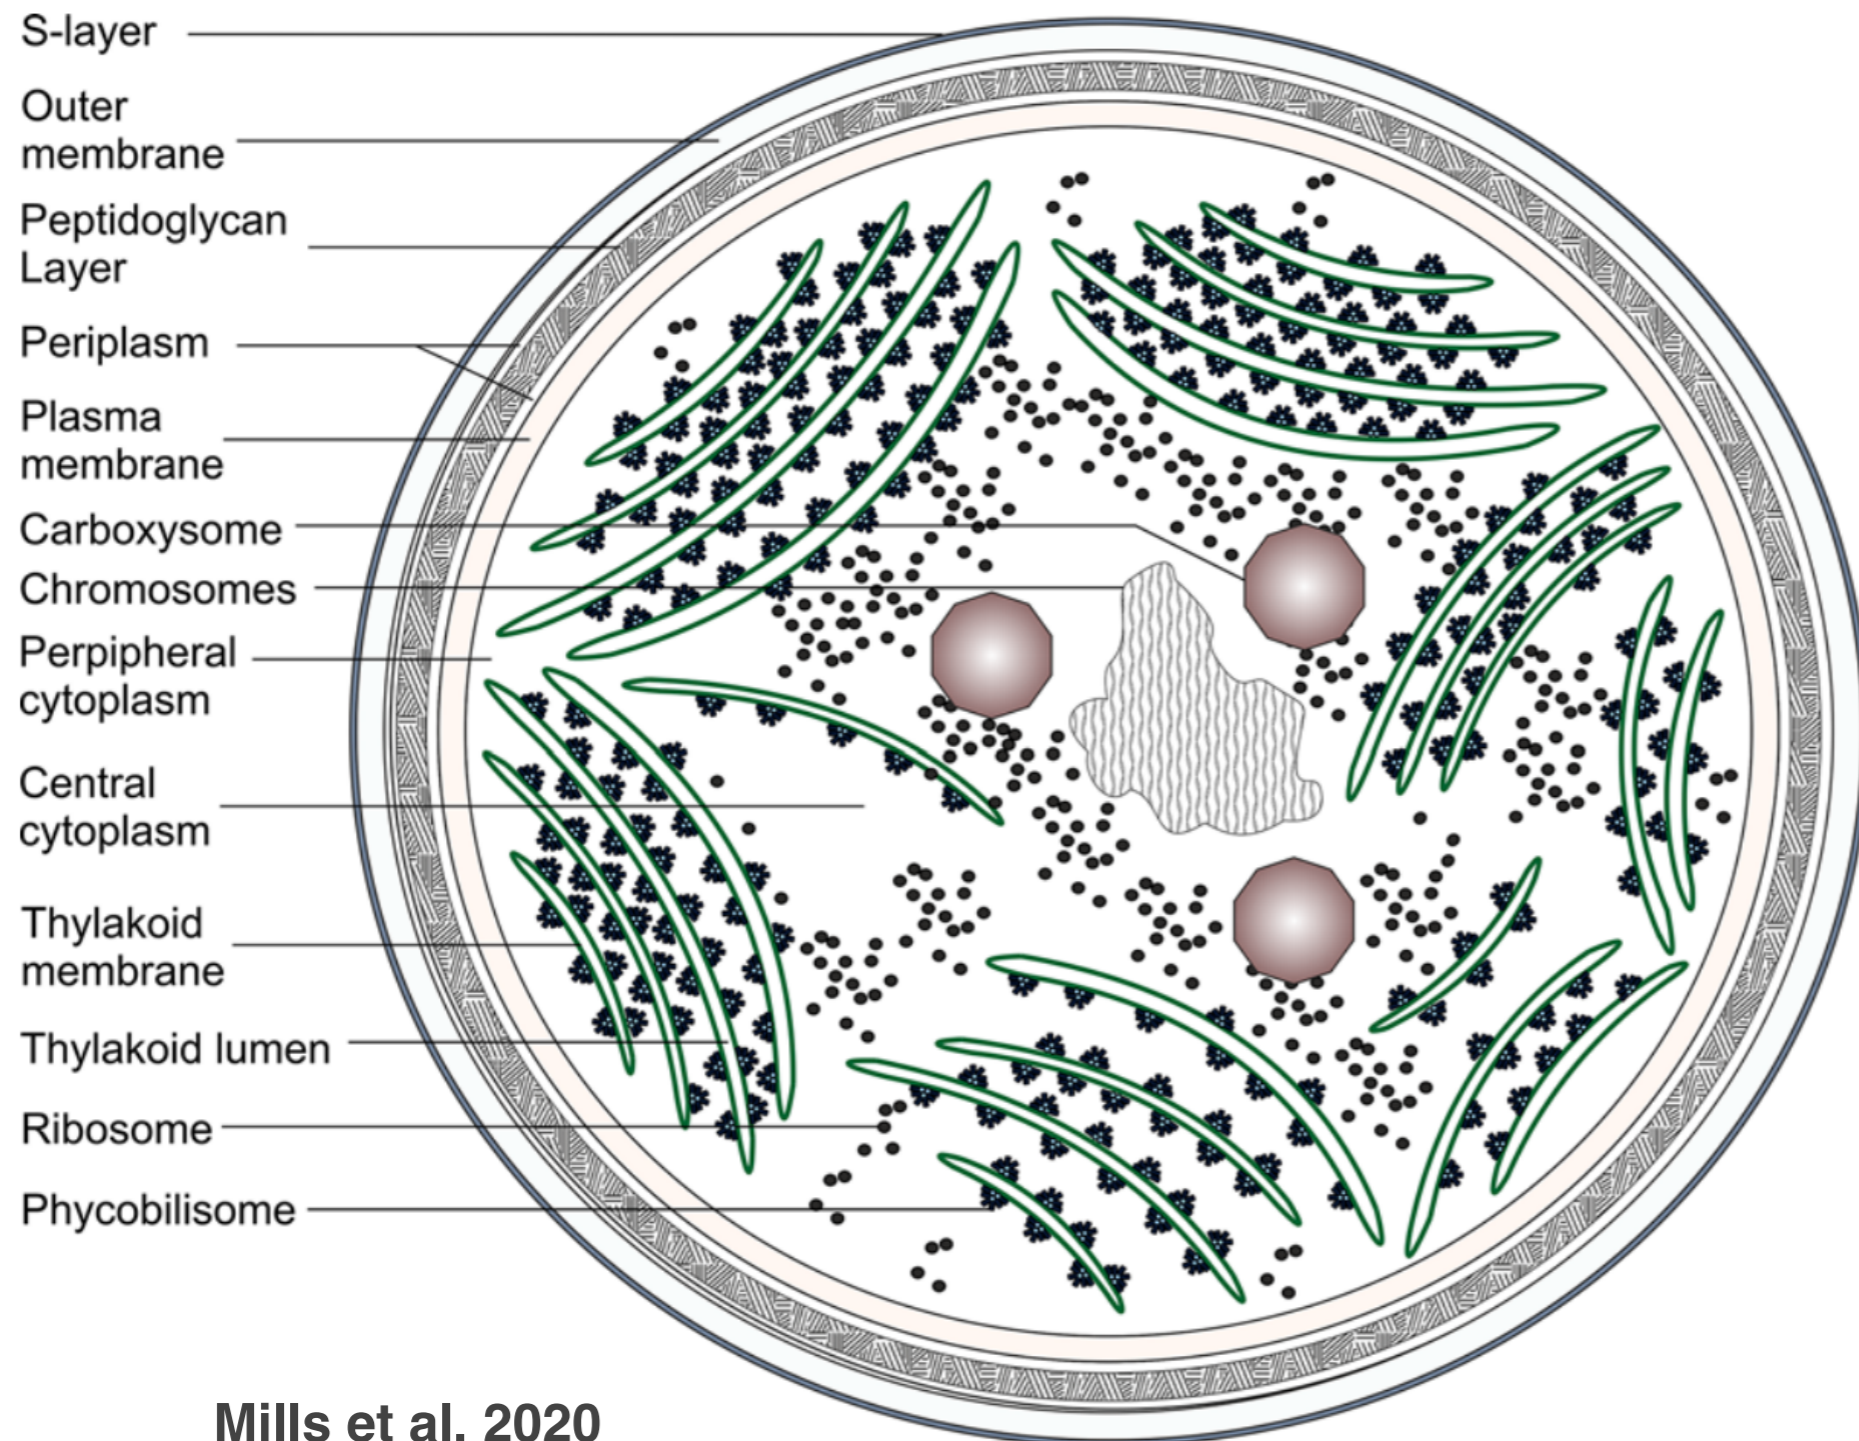 S-layer
Outer
membrane
Peptidoglycan
Layer
Periplasm
Plasma
membrane
Carboxysome
Chromosomes
Perpipheral
cytoplasm
Central
cytoplasm
Thylakoid
membrane
Thylakoid lumen
Ribosome
Phycobilisome
Mills et al. 2020